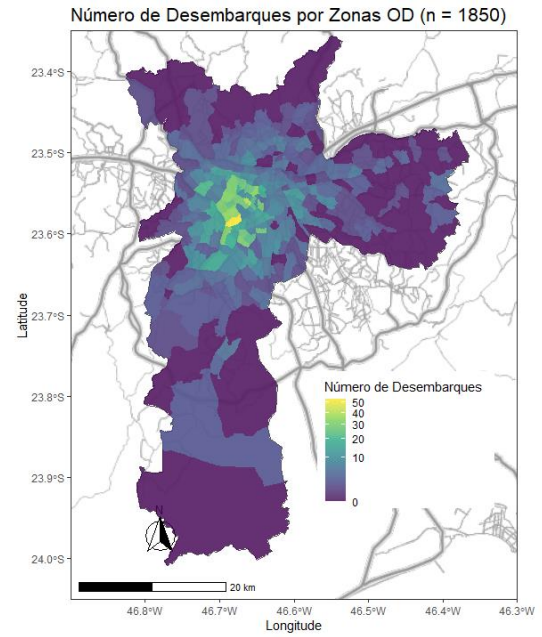 Número de Desembarques por Zonas OD (n = 1850)
23.4°S
23.5°S
23.6°S
23.7°S
23.8°S
23.9°S
24.0°S
Latitude
Número de Desembarques
50
40
30
20
10
0
N
20 km
46.8°W 46.7°W 46.6°W 46.5°W 46.4°W 46.3°W
Longitude